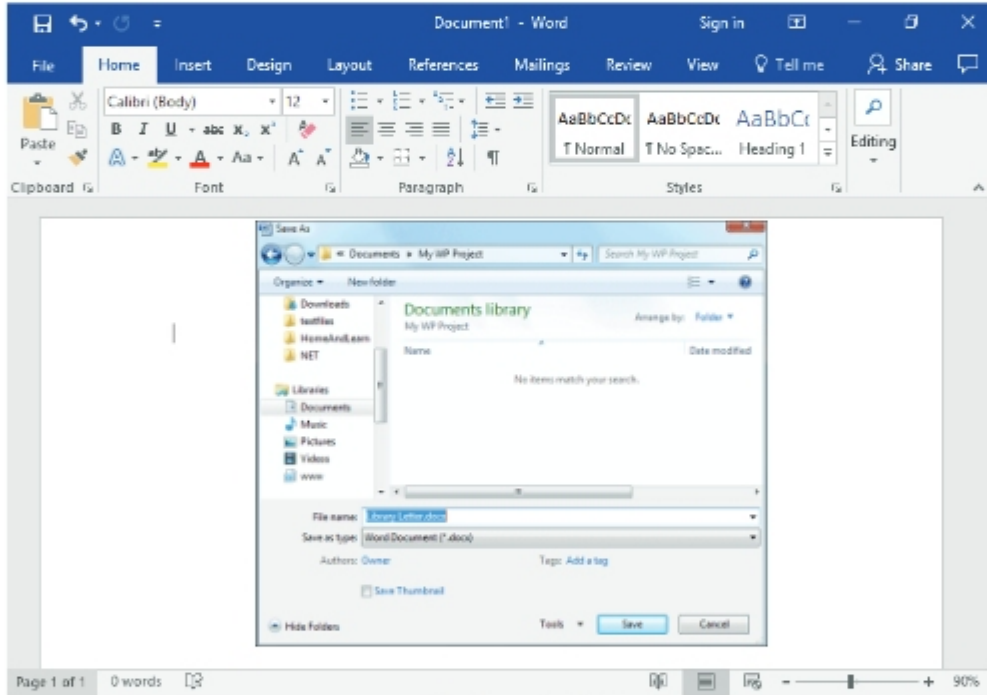 Document1 - Word Sign in
File Home Insert Design Layout References Mailings Review View Tell me Share
Calibri (Body) 12 AaBbCcDc AaBbCcDc AaBbCc
Paste B I U abc X, X' ¶ Normal ¶ No Spac... Heading 1 Editing
A aby A Aa A A
Clipboard Font Paragraph Styles
Save As
« Documents ▸ My WP Project Search My WP Project
Organize New folder
Downloads Documents library
testfiles My WP Project Arrange by: Folder
HomeAndLearn Name Date modified
NET No items match your search.
Libraries
Documents
Music
Pictures
Videos
www
File name: Library Letter.docx
Save as type: Word Document (*.docx)
Authors: Owner Tags: Add a tag
Save Thumbnail
Hide Folders Tools Save Cancel
Page 1 of 1 0 words 90%